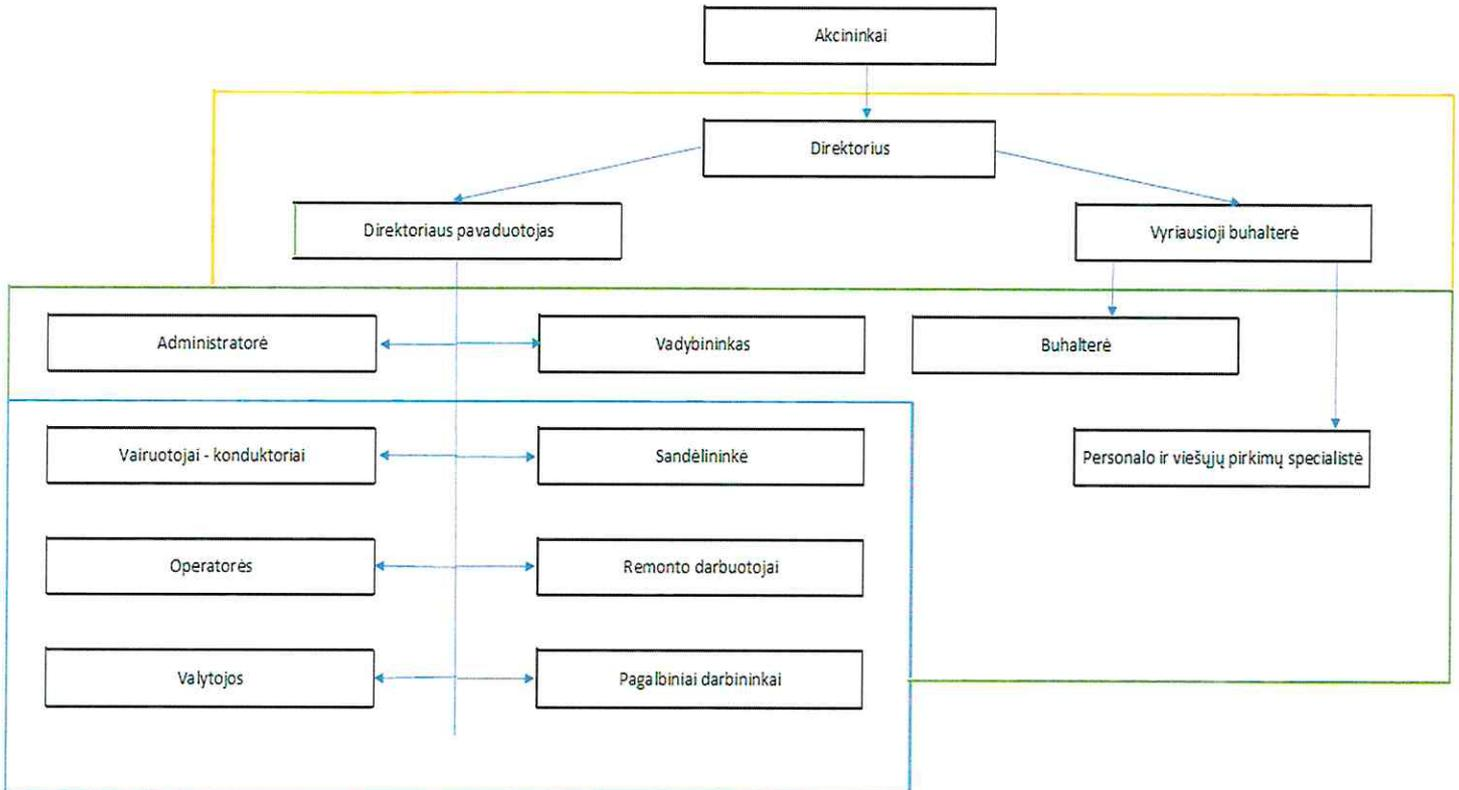 Akcininkai
Direktorius
Direktoriaus pavaduotojas
Vyriausioji buhalterė
Administratorė
Vadybininkas
Buhalterė
Vairuotojai - konduktoriai
Sandėlininkė
Personalo ir viešųjų pirkimų specialistė
Operatorės
Remonto darbuotojai
Valytojos
Pagalbiniai darbininkai